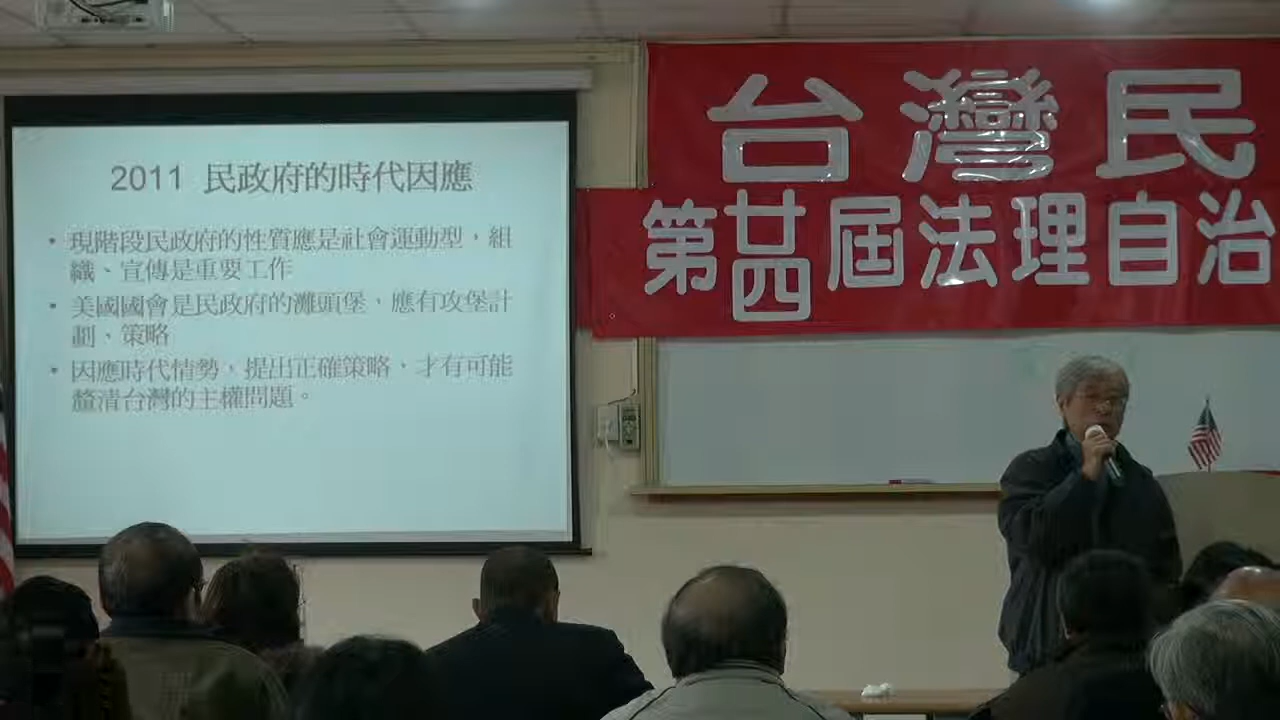 2011 民政府的時代因應
• 現階段民政府的性質應是社會運動型，組
織、宣傳是重要工作
• 美國國會是民政府的灘頭堡、應有攻堡計
劃、策略
• 因應時代情勢，提出正確策略，才有可能
釐清台灣的主權問題。
台灣民
第廿四屆法理自治